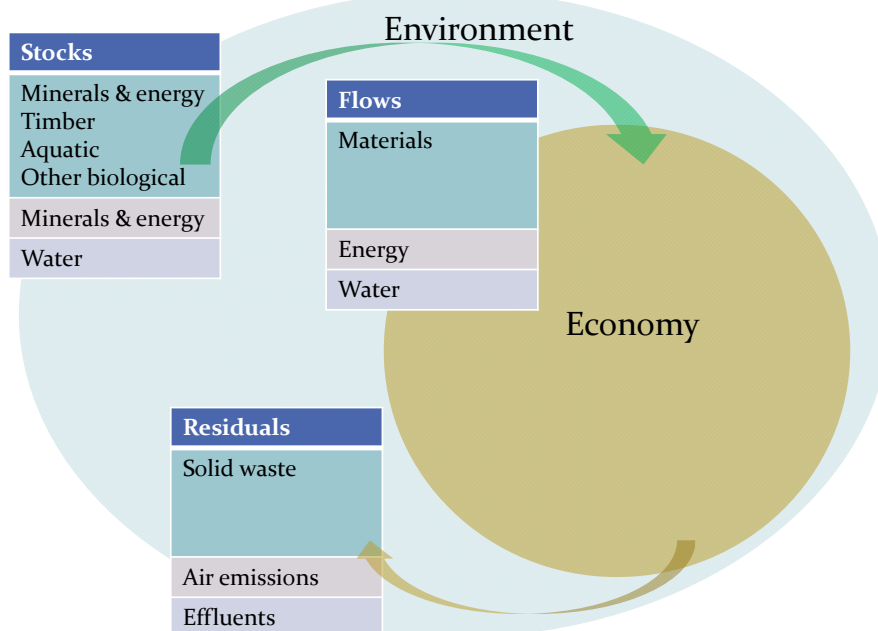 Environment
Stocks
Minerals & energy
Timber
Aquatic
Other biological
Minerals & energy
Water
Flows
Materials
Energy
Water
Economy
Residuals
Solid waste
Air emissions
Effluents